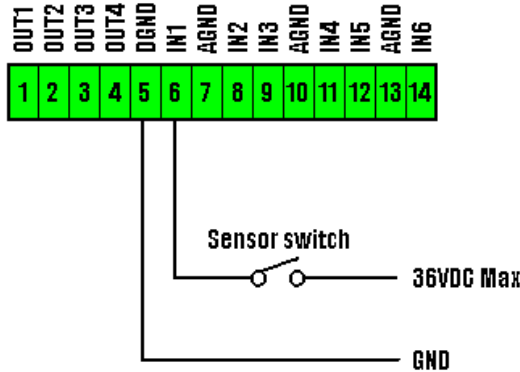 OUT1 OUT2 OUT3 OUT4 DGND IN1 AGND IN2 IN3 AGND IN4 IN5 AGND IN6
1 2 3 4 5 6 7 8 9 10 11 12 13 14
Sensor switch
36VDC Max
GND